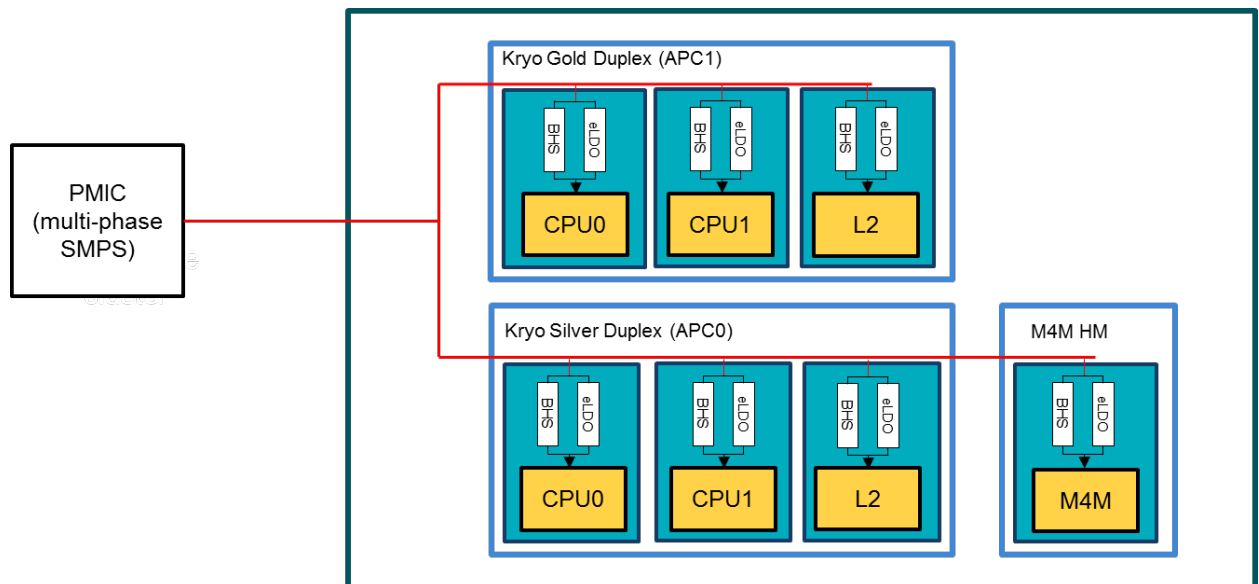 Kryo Gold Duplex (APC1)
BHS
eLDO
BHS
eLDO
BHS
eLDO
CPU0
CPU1
L2
PMIC
(multi-phase
SMPS)
Kryo Silver Duplex (APC0)
M4M HM
BHS
eLDO
BHS
eLDO
BHS
eLDO
BHS
eLDO
CPU0
CPU1
L2
M4M